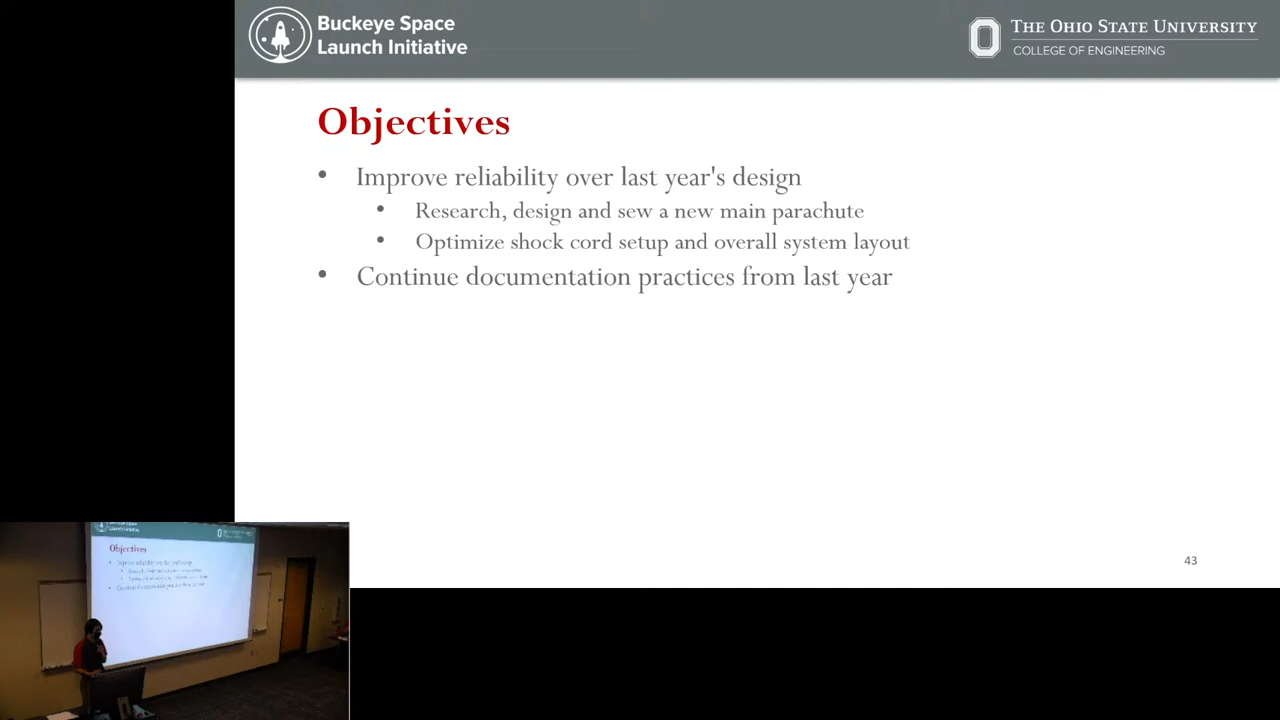 Buckeye Space
Launch Initiative
THE OHIO STATE UNIVERSITY
COLLEGE OF ENGINEERING
Objectives
• Improve reliability over last year's design
• Research, design and sew a new main parachute
• Optimize shock cord setup and overall system layout
• Continue documentation practices from last year
43
Objectives